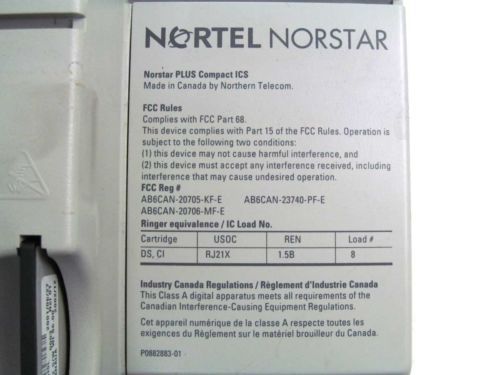 NORTEL NORSTAR
Norstar PLUS Compact ICS
Made in Canada by Northern Telecom.
FCC Rules
Complies with FCC Part 68.
This device complies with Part 15 of the FCC Rules. Operation is
subject to the following two conditions:
(1) this device may not cause harmful interference, and
(2) this device must accept any interference received, including
interference that may cause undesired operation.
FCC Reg #
AB6CAN-20705-KF-E AB6CAN-23740-PF-E
AB6CAN-20706-MF-E
Ringer equivalence / IC Load No.
Cartridge USOC REN Load #
DS, CI RJ21X 1.5B 8
Industry Canada Regulations / Règlement d'Industrie Canada
This Class A digital apparatus meets all requirements of the
Canadian Interference-Causing Equipment Regulations.
Cet appareil numérique de la classe A respecte toutes les
exigences du Règlement sur le matériel brouilleur du Canada.
P0882883-01